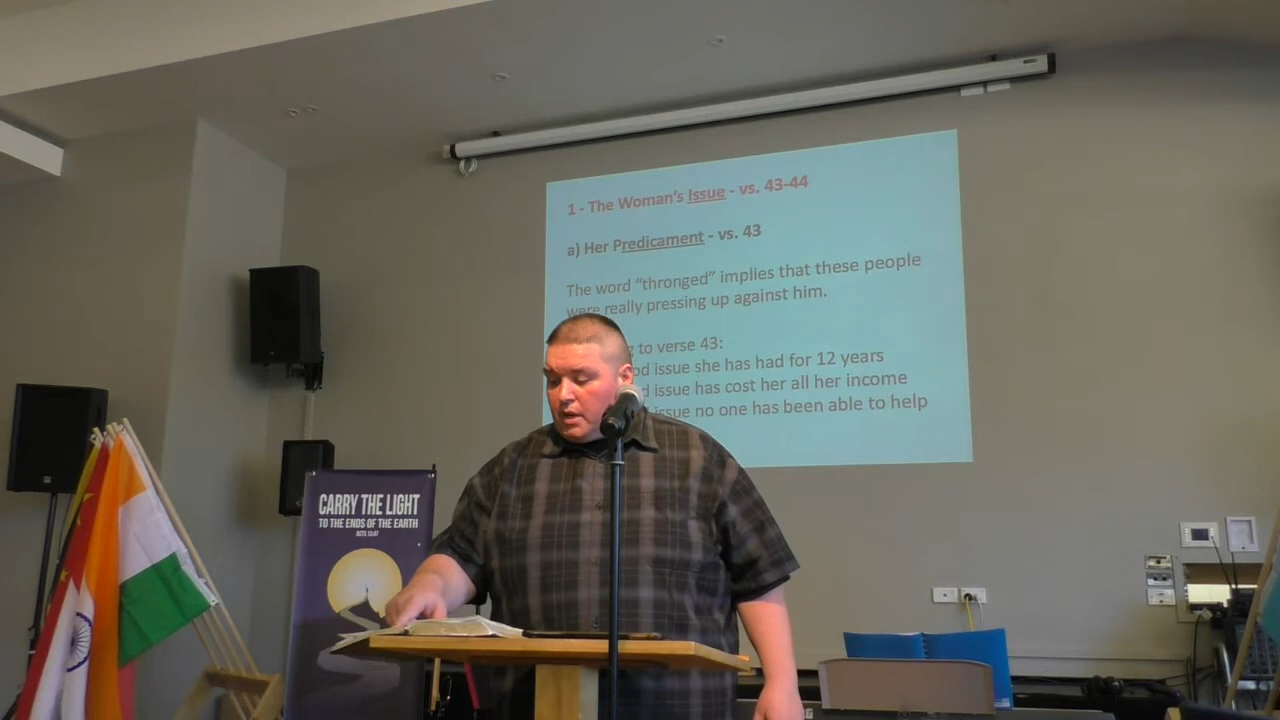 1 - The Woman's Issue - vs. 43-44
a) Her Predicament - vs. 43
The word "thronged" implies that these people
were really pressing up against him.
to verse 43:
issue she has had for 12 years
issue has cost her all her income
issue no one has been able to help
CARRY THE LIGHT
TO THE ENDS OF THE EARTH
ACTS 13:47